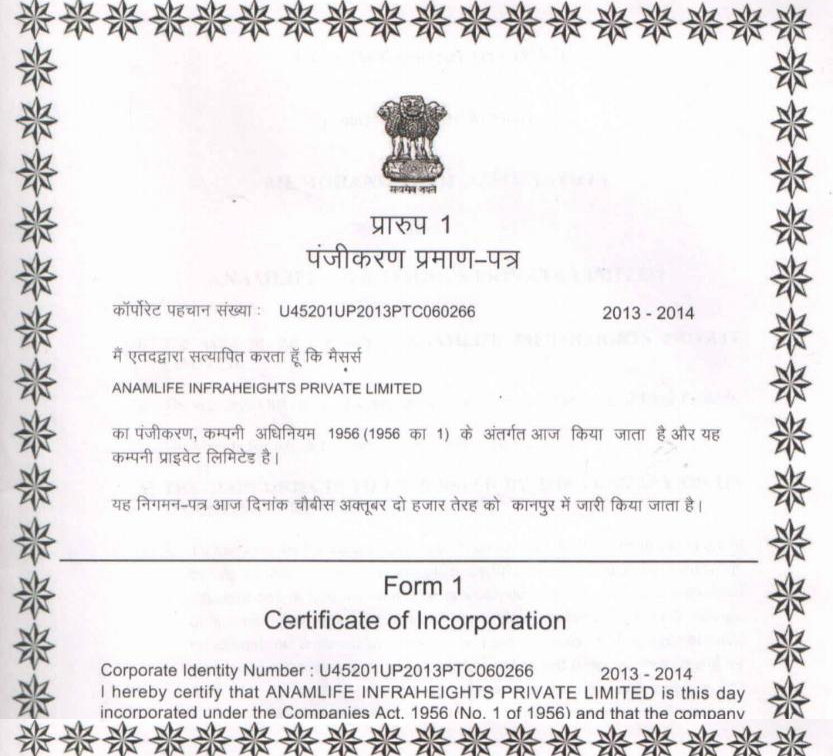 सत्यमेव जयते
प्रारुप 1
पंजीकरण प्रमाण-पत्र
कॉर्पोरेट पहचान संख्या : U45201UP2013PTC060266 2013 - 2014
मैं एतदद्वारा सत्यापित करता हूँ कि मैसर्स
ANAMLIFE INFRAHEIGHTS PRIVATE LIMITED
का पंजीकरण, कम्पनी अधिनियम 1956 (1956 का 1) के अंतर्गत आज किया जाता है और यह
कम्पनी प्राइवेट लिमिटेड है।
यह निगमन-पत्र आज दिनांक चौबीस अक्तूबर दो हजार तेरह को कानपुर में जारी किया जाता है।
Form 1
Certificate of Incorporation
Corporate Identity Number : U45201UP2013PTC060266 2013 - 2014
I hereby certify that ANAMLIFE INFRAHEIGHTS PRIVATE LIMITED is this day
incorporated under the Companies Act, 1956 (No. 1 of 1956) and that the company